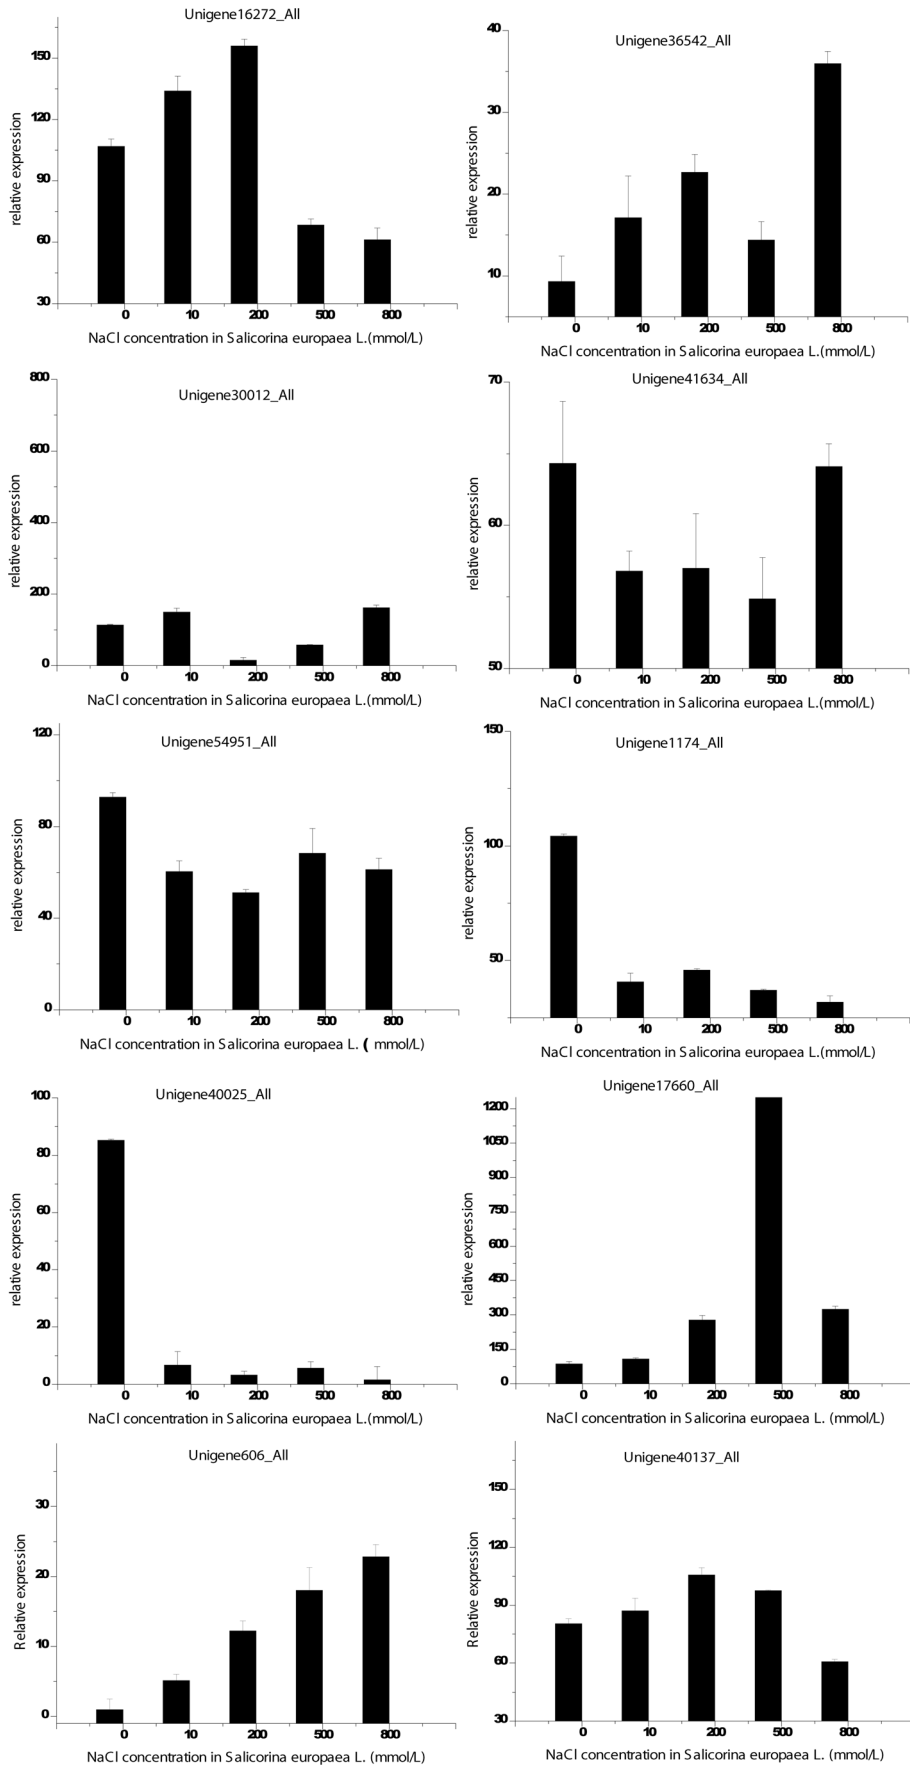 Unigene16272_All
relative expression
150
120
90
60
30
0 10 200 500 800
NaCl concentration in Salicorina europaea L.(mmol/L)
Unigene36542_All
relative expression
40
30
20
10
0 10 200 500 800
NaCl concentration in Salicorina europaea L.(mmol/L)
Unigene30012_All
relative expression
800
600
400
200
0
0 10 200 500 800
NaCl concentration in Salicorina europaea L.(mmol/L)
Unigene41634_All
relative expression
70
60
50
0 10 200 500 800
NaCl concentration in Salicorina europaea L.(mmol/L)
Unigene54951_All
relative expression
120
80
40
0
0 10 200 500 800
NaCl concentration in Salicorina europaea L. ( mmol/L)
Unigene1174_All
relative expression
150
100
50
0 10 200 500 800
NaCl concentration in Salicorina europaea L.(mmol/L)
Unigene40025_All
relative expression
100
80
60
40
20
0
0 10 200 500 800
NaCl concentration in Salicorina europaea L.(mmol/L)
Unigene17660_All
relative expression
1200
1050
900
750
600
450
300
150
0
0 10 200 500 800
NaCl concentration in Salicorina europaea L. (mmol/L)
Unigene606_All
Relative expression
30
20
10
0
0 10 200 500 800
NaCl concentration in Salicorina europaea L. (mmol/L)
Unigene40137_All
Relative expression
150
120
90
60
30
0 10 200 500 800
NaCl concentration in Salicorina europaea L. (mmol/L)